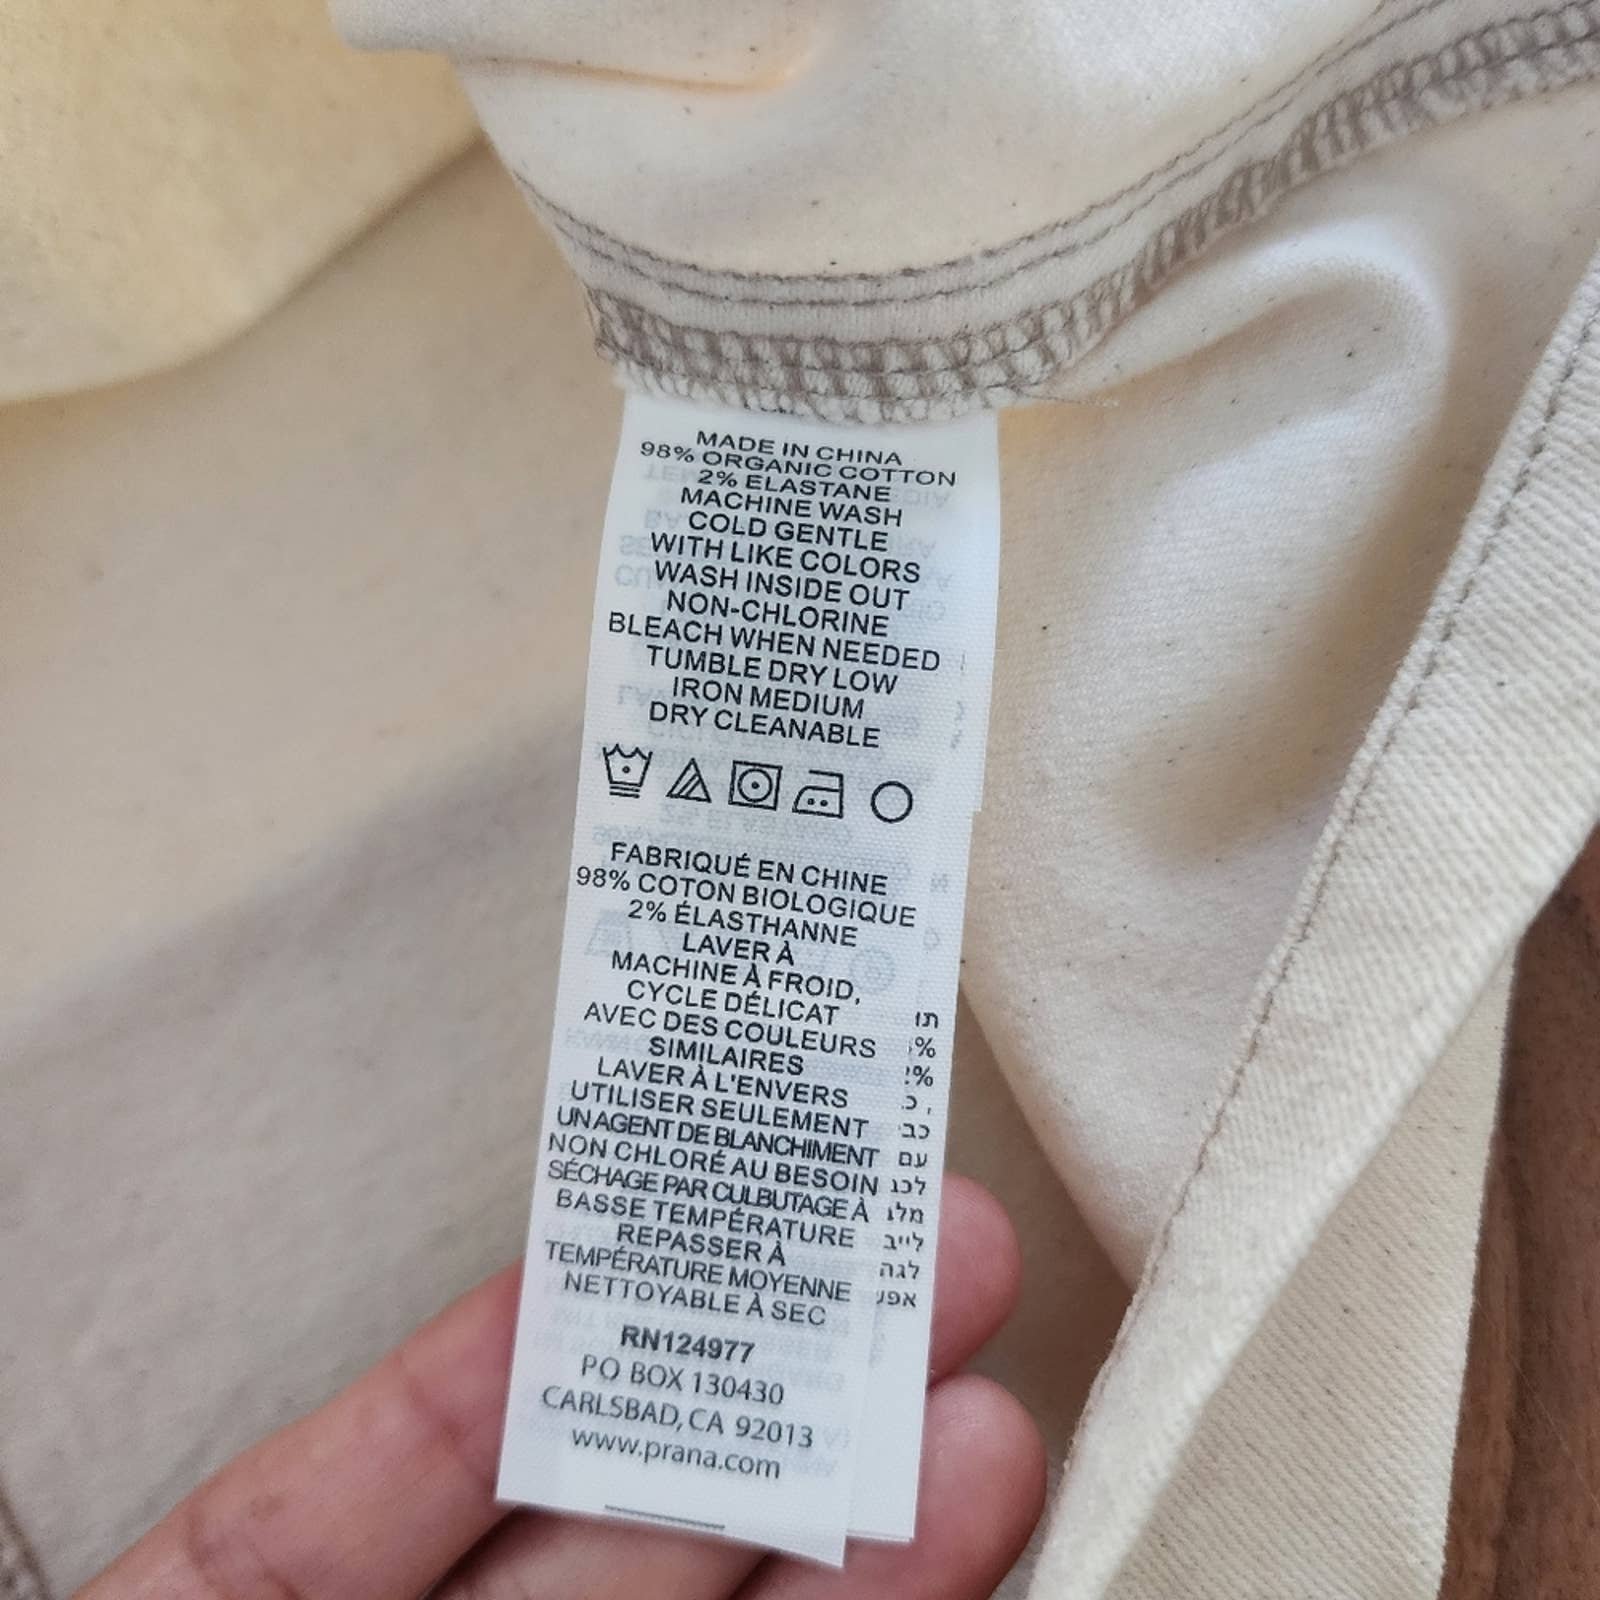 MADE IN CHINA
98% ORGANIC COTTON
2% ELASTANE
MACHINE WASH
COLD GENTLE
WITH LIKE COLORS
WASH INSIDE OUT
NON-CHLORINE
BLEACH WHEN NEEDED
TUMBLE DRY LOW
IRON MEDIUM
DRY CLEANABLE
FABRIQUÉ EN CHINE
98% COTON BIOLOGIQUE
2% ÉLASTHANNE
LAVER À
MACHINE À FROID,
CYCLE DÉLICAT
AVEC DES COULEURS
SIMILAIRES
LAVER À L'ENVERS
UTILISER SEULEMENT
UN AGENT DE BLANCHIMENT
NON CHLORÉ AU BESOIN
SÉCHAGE PAR CULBUTAGE À
BASSE TEMPÉRATURE
REPASSER À
TEMPÉRATURE MOYENNE
NETTOYABLE À SEC
RN124977
PO BOX 130430
CARLSBAD, CA 92013
www.prana.com
עם